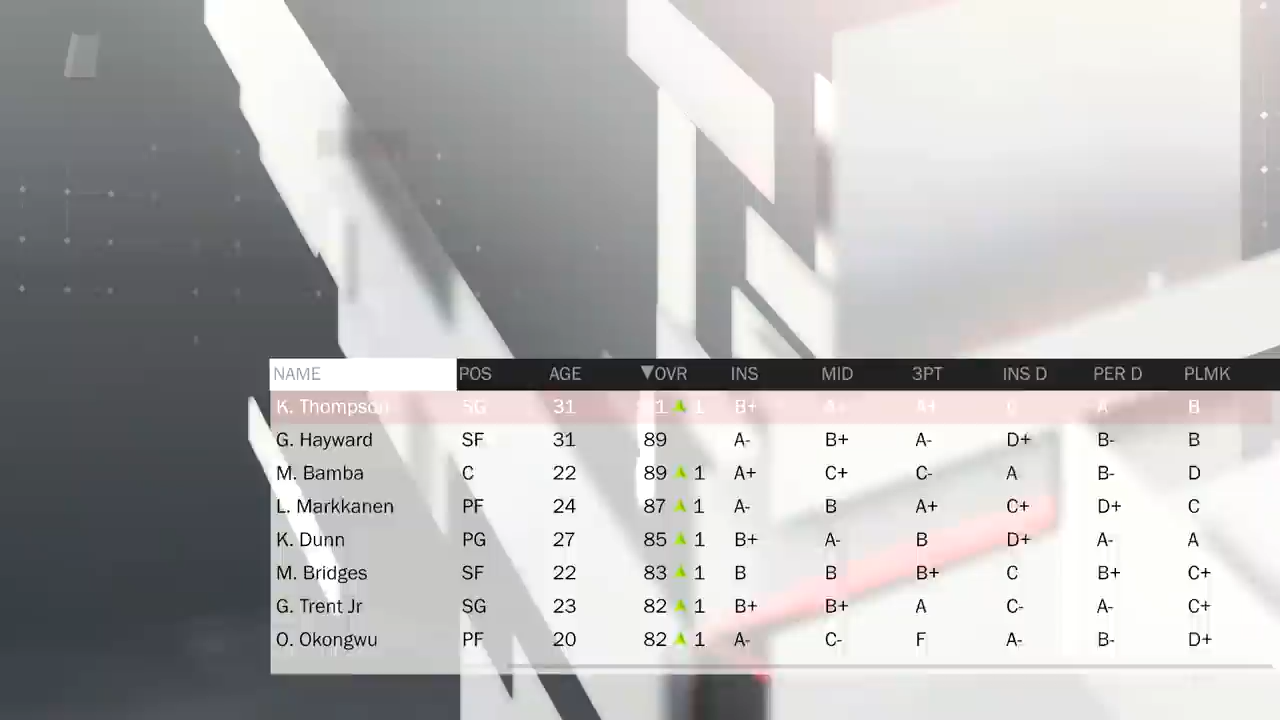 NAME POS AGE ▼OVR INS MID 3PT INS D PER D PLMK
K. Thompson SG 31 ▲ 1 B+ A+ C A B
G. Hayward SF 31 89 A- B+ A- D+ B- B
M. Bamba C 22 89 ▲ 1 A+ C+ C- A B- D
L. Markkanen PF 24 87 ▲ 1 A- B A+ C+ D+ C
K. Dunn PG 27 85 ▲ 1 B+ A- B D+ A- A
M. Bridges SF 22 83 ▲ 1 B B B+ C B+ C+
G. Trent Jr SG 23 82 ▲ 1 B+ B+ A C- A- C+
O. Okongwu PF 20 82 ▲ 1 A- C- F A- B- D+